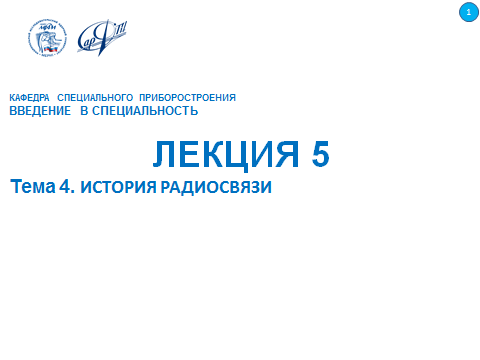 1
КАФЕДРА СПЕЦИАЛЬНОГО ПРИБОРОСТРОЕНИЯ
ВВЕДЕНИЕ В СПЕЦИАЛЬНОСТЬ
ЛЕКЦИЯ 5
Тема 4. ИСТОРИЯ РАДИОСВЯЗИ